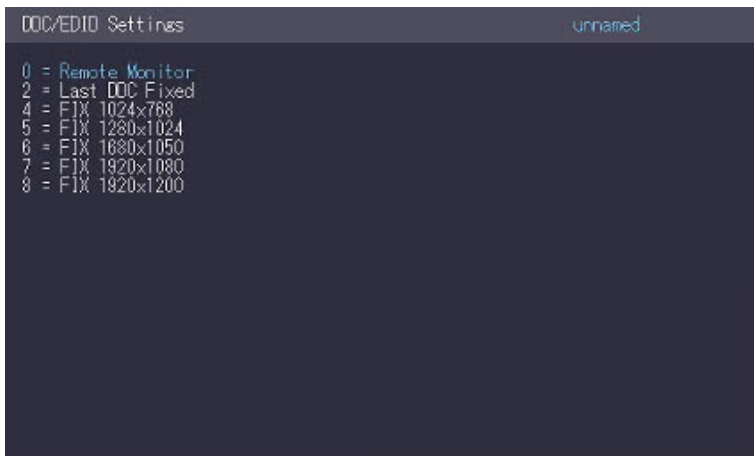 DDC/EDID Settings unnamed
0 = Remote Monitor
2 = Last DDC Fixed
4 = FIX 1024x768
5 = FIX 1280x1024
6 = FIX 1680x1050
7 = FIX 1920x1080
8 = FIX 1920x1200